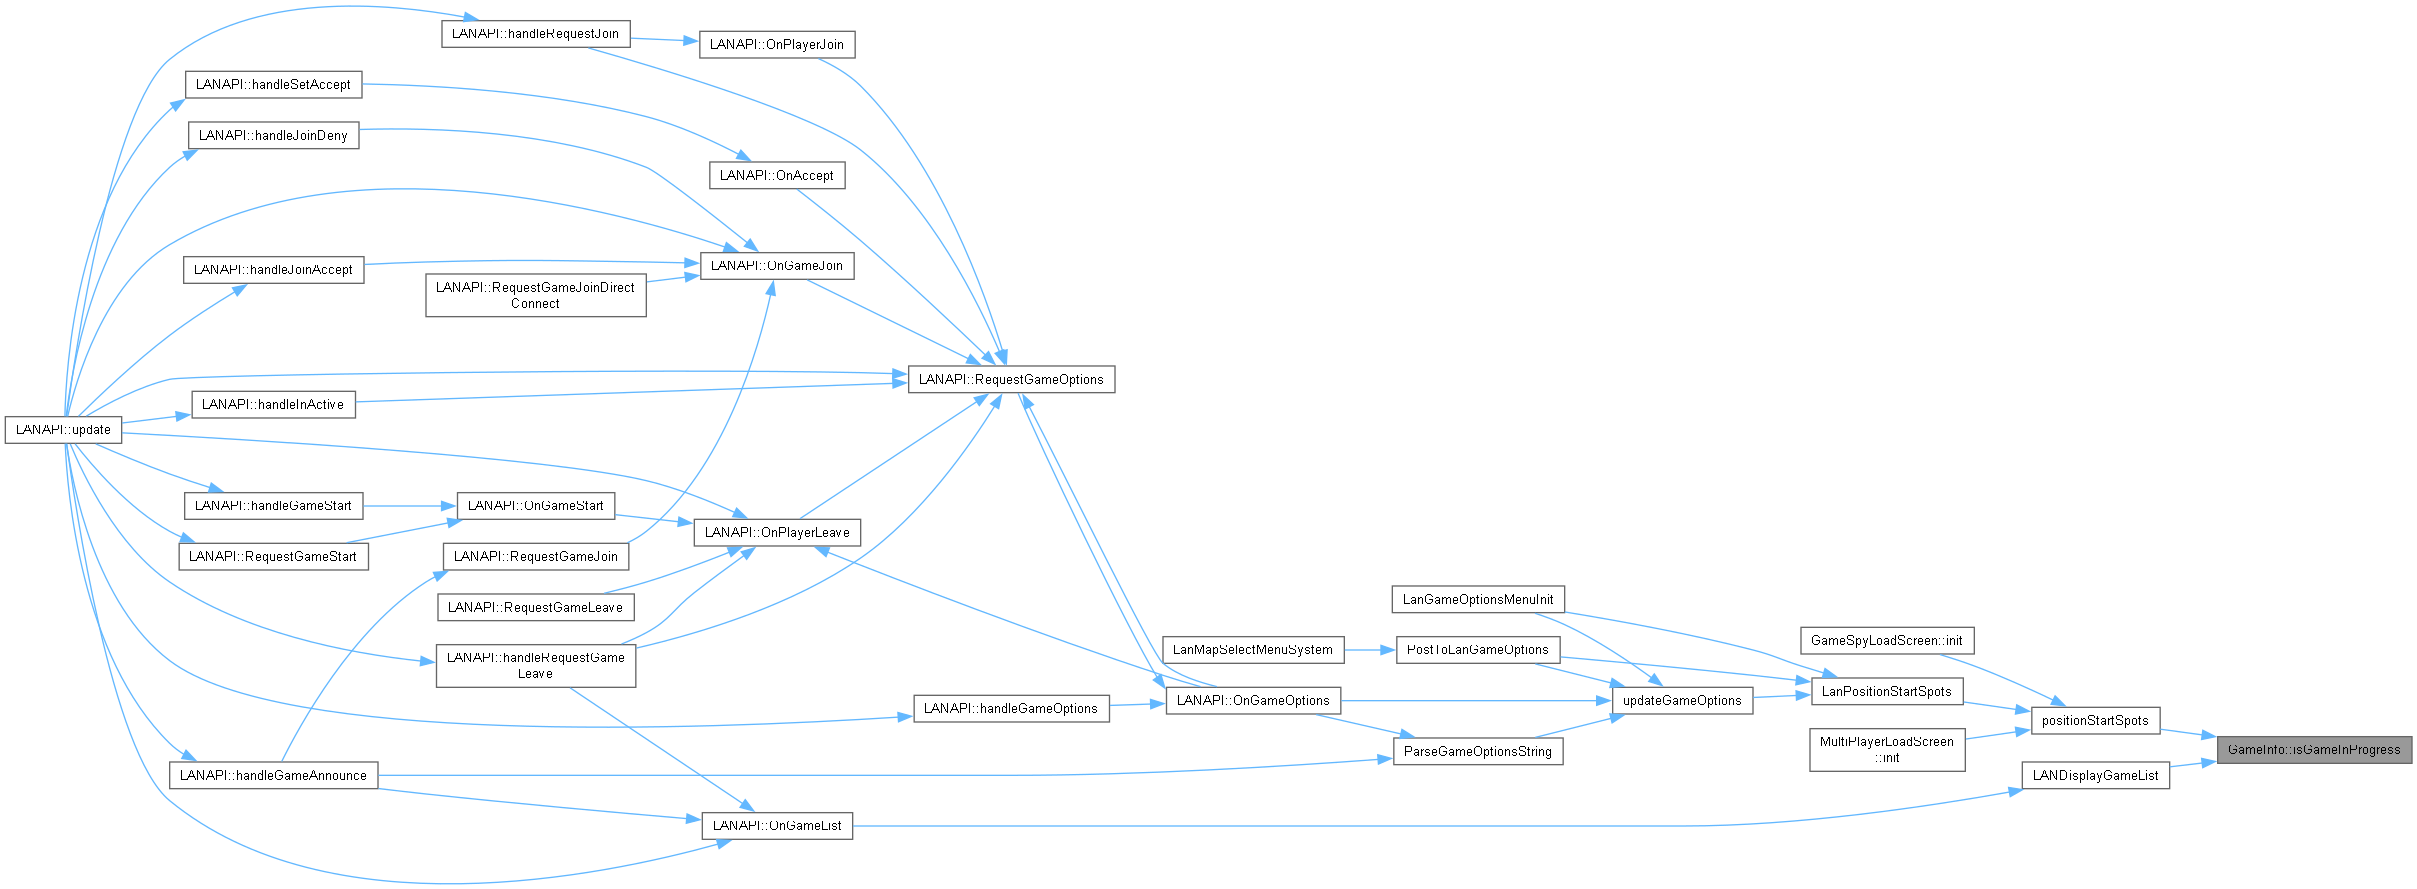 LANAPI::handleRequestJoin
LANAPI::OnPlayerJoin
LANAPI::handleSetAccept
LANAPI::handleJoinDeny
LANAPI::OnAccept
LANAPI::OnGameJoin
LANAPI::handleJoinAccept
LANAPI::RequestGameJoinDirect
Connect
LANAPI::RequestGameOptions
LANAPI::handleInActive
LANAPI::update
LANAPI::handleGameStart
LANAPI::OnGameStart
LANAPI::OnPlayerLeave
LANAPI::RequestGameStart
LANAPI::RequestGameJoin
LANAPI::RequestGameLeave
LanGameOptionsMenuInit
GameSpyLoadScreen::init
LANAPI::handleRequestGame
Leave
LanMapSelectMenuSystem
PostToLanGameOptions
LanPositionStartSpots
LANAPI::handleGameOptions
LANAPI::OnGameOptions
updateGameOptions
positionStartSpots
MultiPlayerLoadScreen
::init
GameInfo::isGameInProgress
ParseGameOptionsString
LANAPI::handleGameAnnounce
LANDisplayGameList
LANAPI::OnGameList